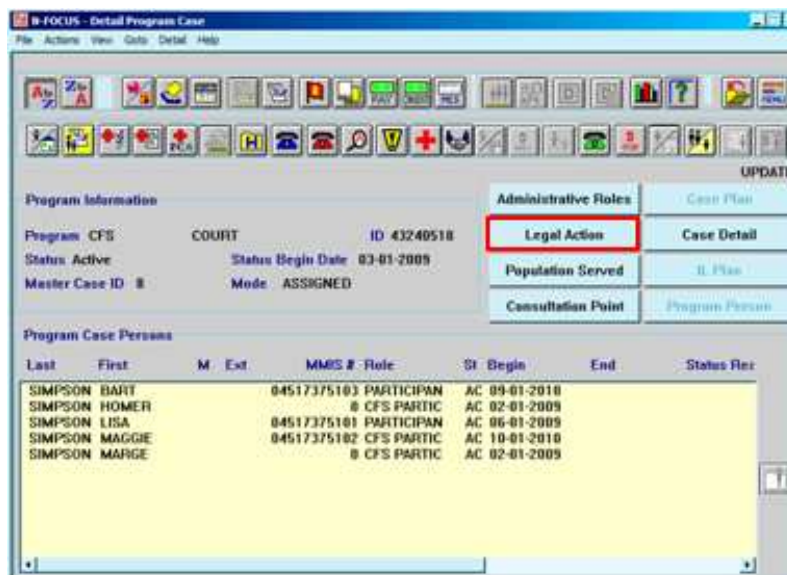 N-FOCUS - Detail Program Case
File Actions View Goto Detail Help
UPDAT
Program Information
Program CFS COURT ID 43240518
Status Active Status Begin Date 03-01-2009
Master Case ID 8 Mode ASSIGNED
Administrative Roles Case Plan
Legal Action Case Detail
Population Served IL Plan
Consultation Point Program Person
Program Case Persons
Last First M Ext MMIS # Role St Begin End Status Res
SIMPSON BART 04517375103 PARTICIPAN AC 09-01-2010
SIMPSON HOMER 0 CFS PARTIC AC 02-01-2009
SIMPSON LISA 04517375101 PARTICIPAN AC 06-01-2009
SIMPSON MAGGIE 04517375102 CFS PARTIC AC 10-01-2010
SIMPSON MARGE 0 CFS PARTIC AC 02-01-2009